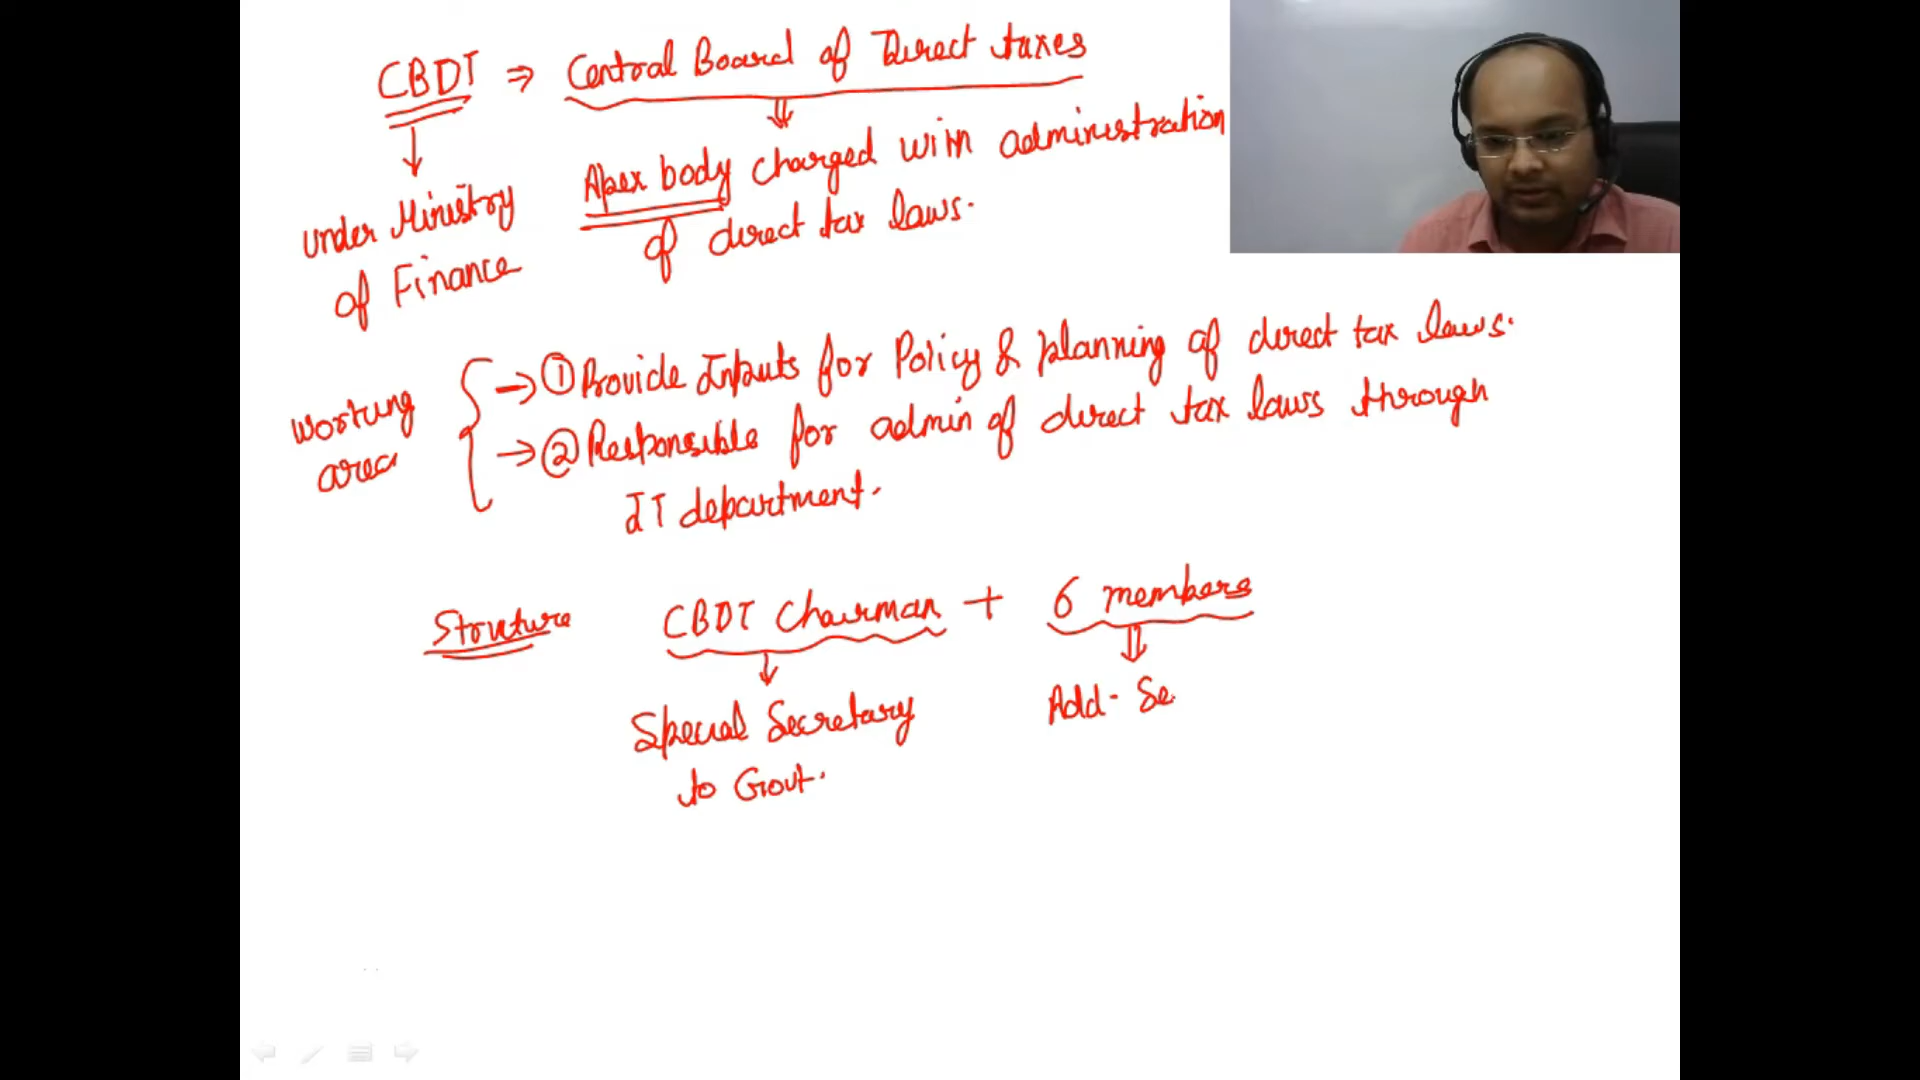 CBDT ⇒ Central Board of Direct taxes
under Ministry
of Finance
Apex body charged with administration
of direct tax laws.
Working
area
→ ① Provide Inputs for Policy & planning of direct tax laws.
→ ② Responsible for admin of direct tax laws through
IT department.
Structure
CBDT Chairman + 6 members
Special Secretary
to Govt.
Add. Se